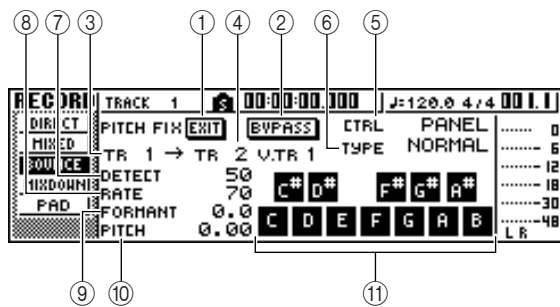 ⑧ ⑦ ③ ① ④ ② ⑥ ⑤
RECORD TRACK 1 S 00:00:00.000 ♩=120.0 4/4 001.1
DIRECT PITCH FIX EXIT BYPASS CTRL PANEL 0
MIXED TYPE NORMAL 6
BOUNCE TR 1 → TR 2 V.TR 1 12
MIXDOWN DETECT 50 C# D# F# G# A# 18
PAD RATE 70 30
FORMANT 0.0 C D E F G A B 48
PITCH 0.00 L R
⑨ ⑩ ⑪